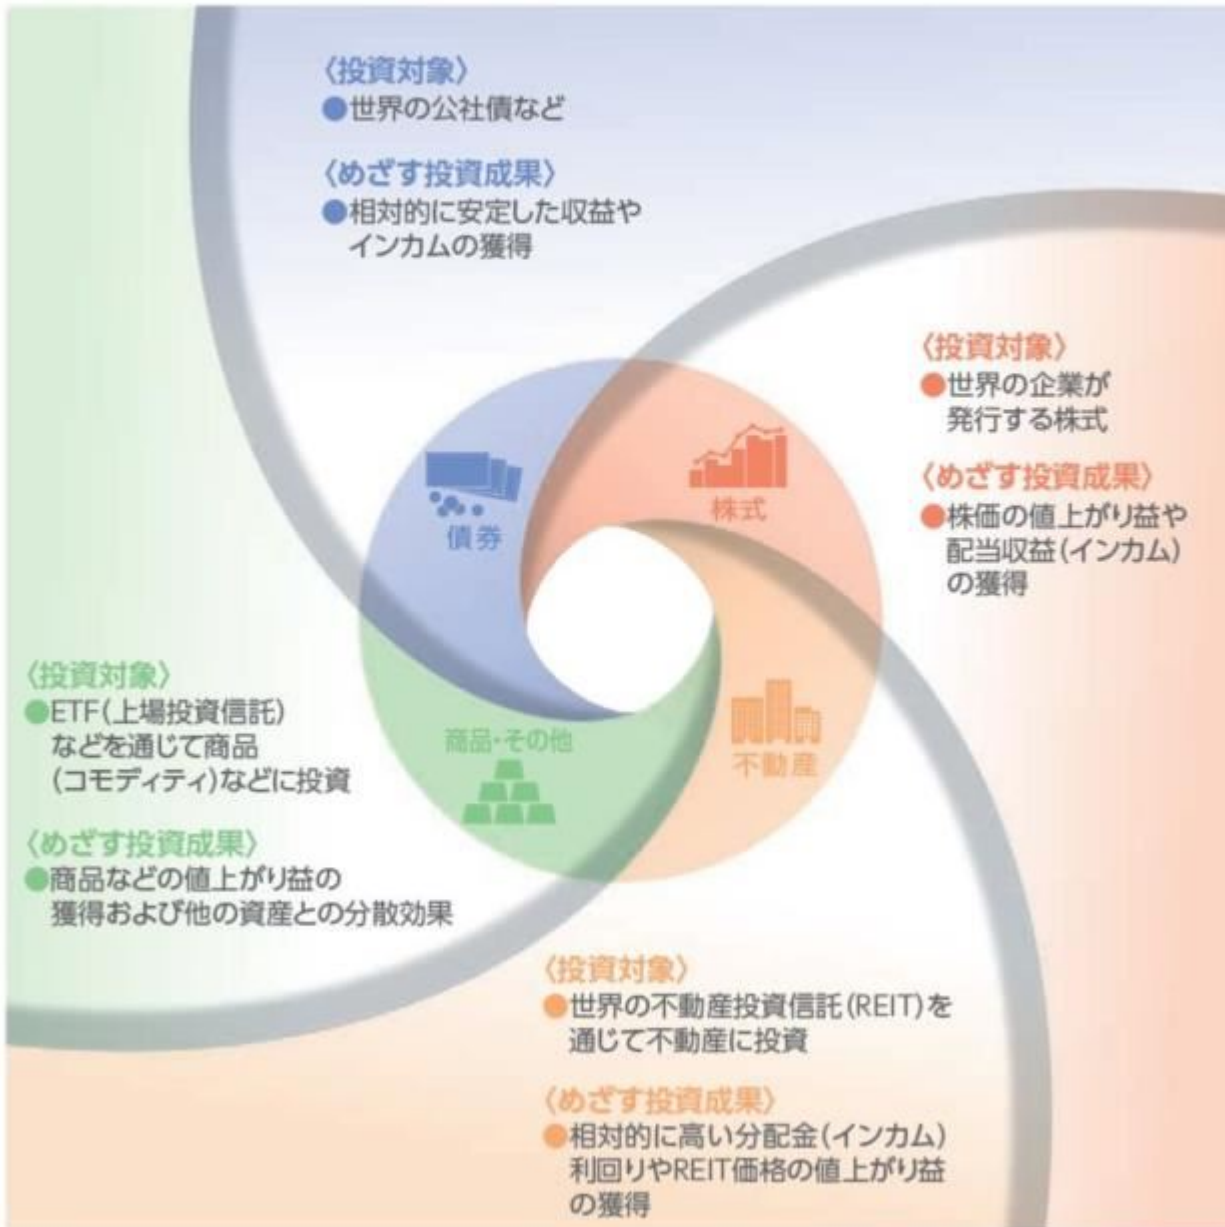 〈投資対象〉
●世界の公社債など
〈めざす投資成果〉
●相対的に安定した収益や
インカムの獲得
〈投資対象〉
●世界の企業が
発行する株式
〈めざす投資成果〉
●株価の値上がり益や
配当収益(インカム)
の獲得
債券
株式
商品・その他
不動産
〈投資対象〉
●ETF(上場投資信託)
などを通じて商品
(コモディティ)などに投資
〈めざす投資成果〉
●商品などの値上がり益の
獲得および他の資産との分散効果
〈投資対象〉
●世界の不動産投資信託(REIT)を
通じて不動産に投資
〈めざす投資成果〉
●相対的に高い分配金(インカム)
利回りやREIT価格の値上がり益
の獲得